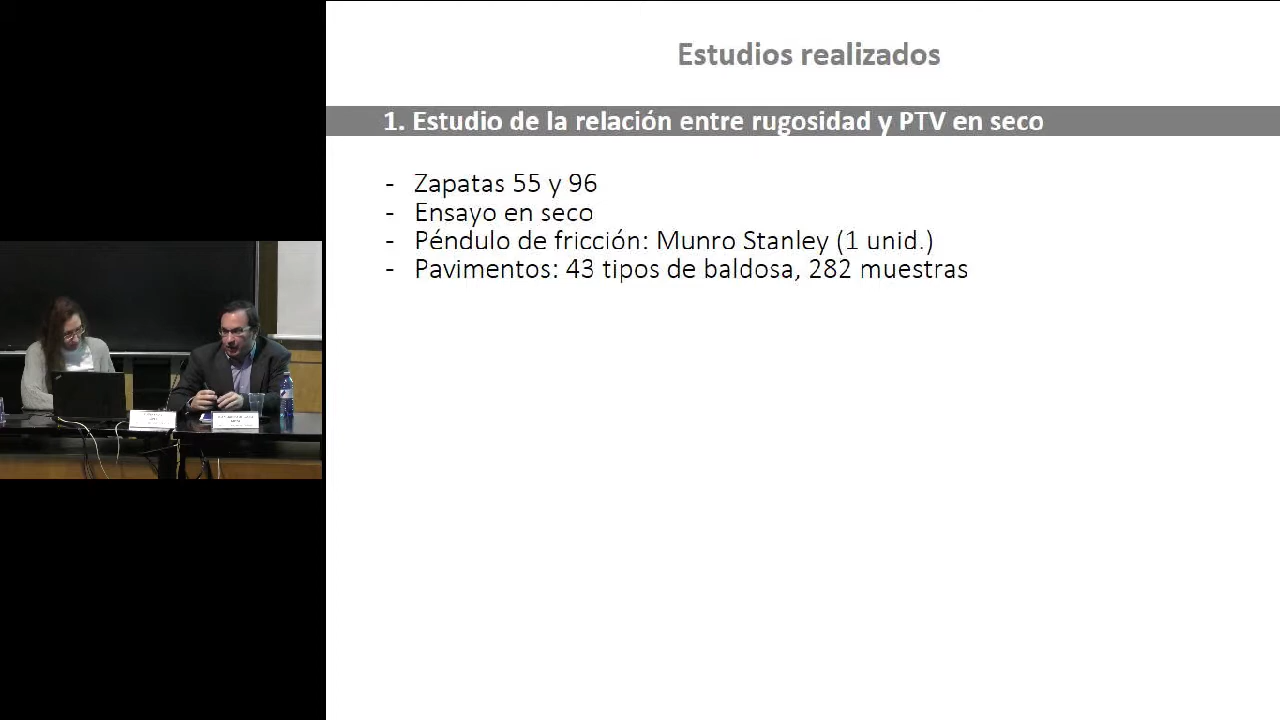 Estudios realizados
1. Estudio de la relación entre rugosidad y PTV en seco
- Zapatas 55 y 96
- Ensayo en seco
- Péndulo de fricción: Munro Stanley (1 unid.)
- Pavimentos: 43 tipos de baldosa, 282 muestras